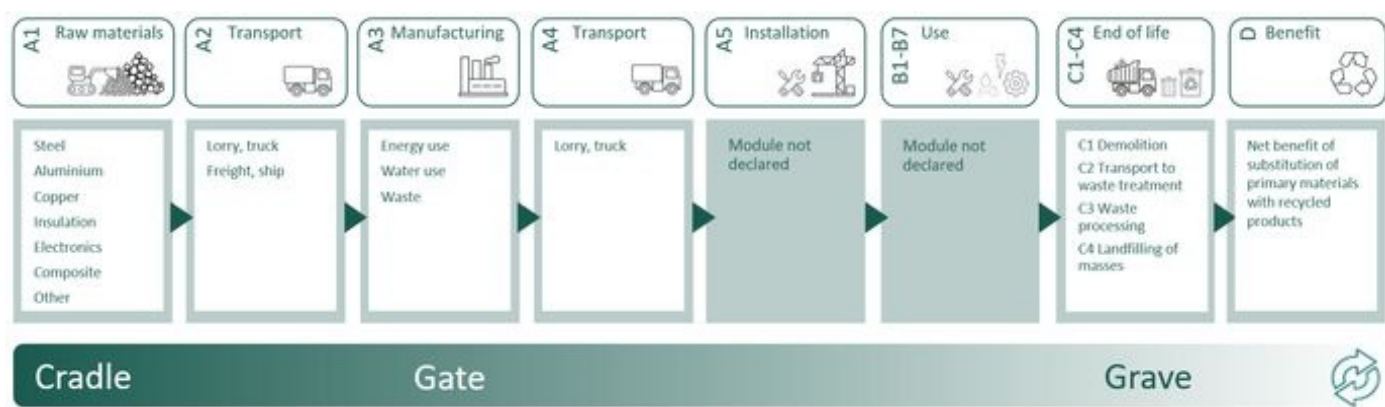 A1 Raw materials
A2 Transport
A3 Manufacturing
A4 Transport
A5 Installation
B1-B7 Use
C1-C4 End of life
D Benefit
Steel
Aluminium
Copper
Insulation
Electronics
Composite
Other
Lorry, truck
Freight, ship
Energy use
Water use
Waste
Lorry, truck
Module not
declared
Module not
declared
C1 Demolition
C2 Transport to
waste treatment
C3 Waste
processing
C4 Landfilling of
masses
Net benefit of
substitution of
primary materials
with recycled
products
Cradle
Gate
Grave